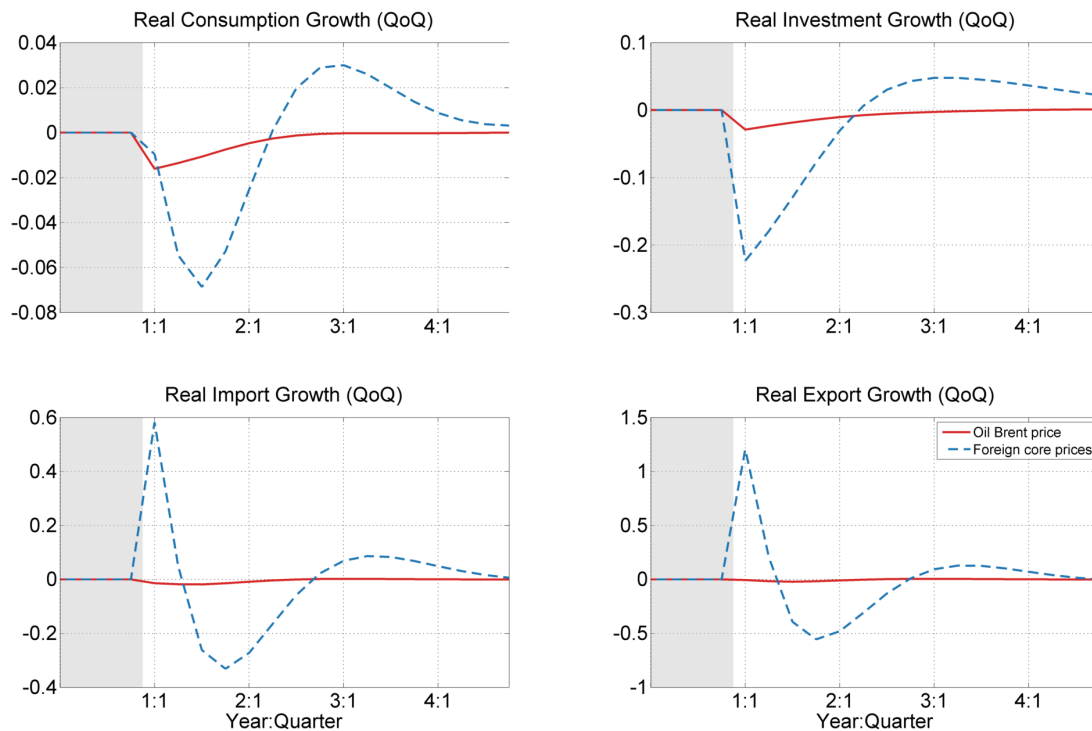 Real Consumption Growth (QoQ)
0.04
0.02
0
-0.02
-0.04
-0.06
-0.08
1:1 2:1 3:1 4:1
Real Investment Growth (QoQ)
0.1
0
-0.1
-0.2
-0.3
1:1 2:1 3:1 4:1
Real Import Growth (QoQ)
0.6
0.4
0.2
0
-0.2
-0.4
1:1 2:1 3:1 4:1
Year:Quarter
Real Export Growth (QoQ)
1.5
1
0.5
0
-0.5
-1
Oil Brent price
Foreign core prices
1:1 2:1 3:1 4:1
Year:Quarter